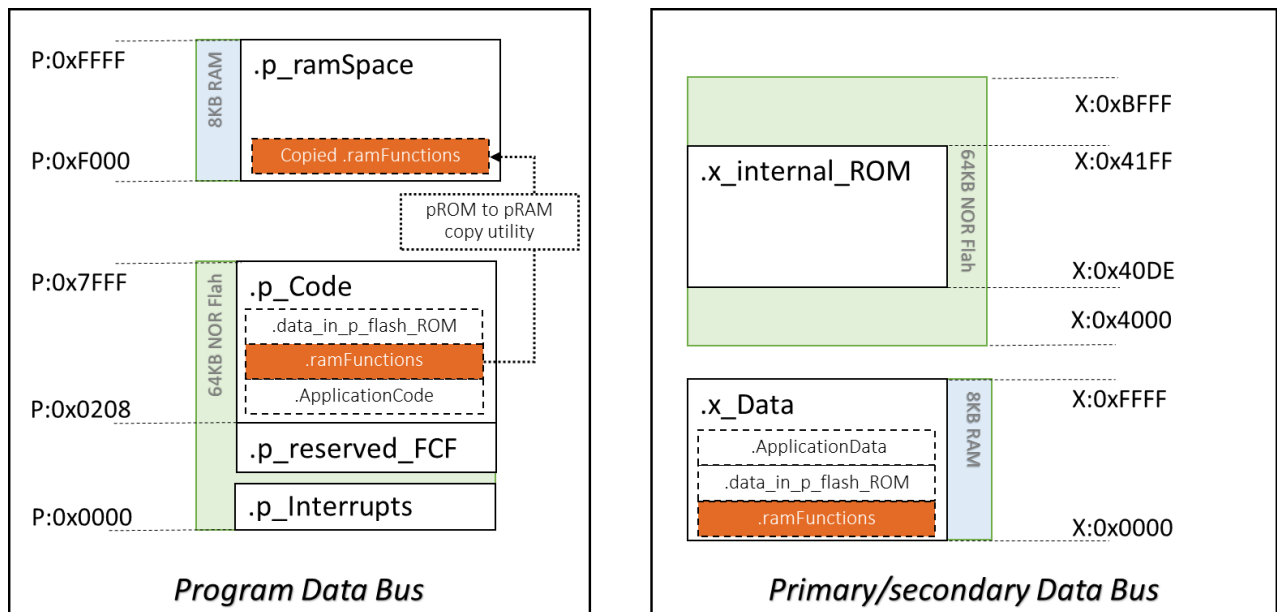 P:0xFFFF
8KB RAM
.p_ramSpace
Copied .ramFunctions
P:0xF000
pROM to pRAM
copy utility
P:0x7FFF
64KB NOR Flah
.p_Code
.data_in_p_flash_ROM
.ramFunctions
.ApplicationCode
P:0x0208
.p_reserved_FCF
.p_Interrupts
P:0x0000
Program Data Bus
X:0xBFFF
.x_internal_ROM
64KB NOR Flah
X:0x41FF
X:0x40DE
X:0x4000
.x_Data
8KB RAM
X:0xFFFF
.ApplicationData
.data_in_p_flash_ROM
.ramFunctions
X:0x0000
Primary/secondary Data Bus